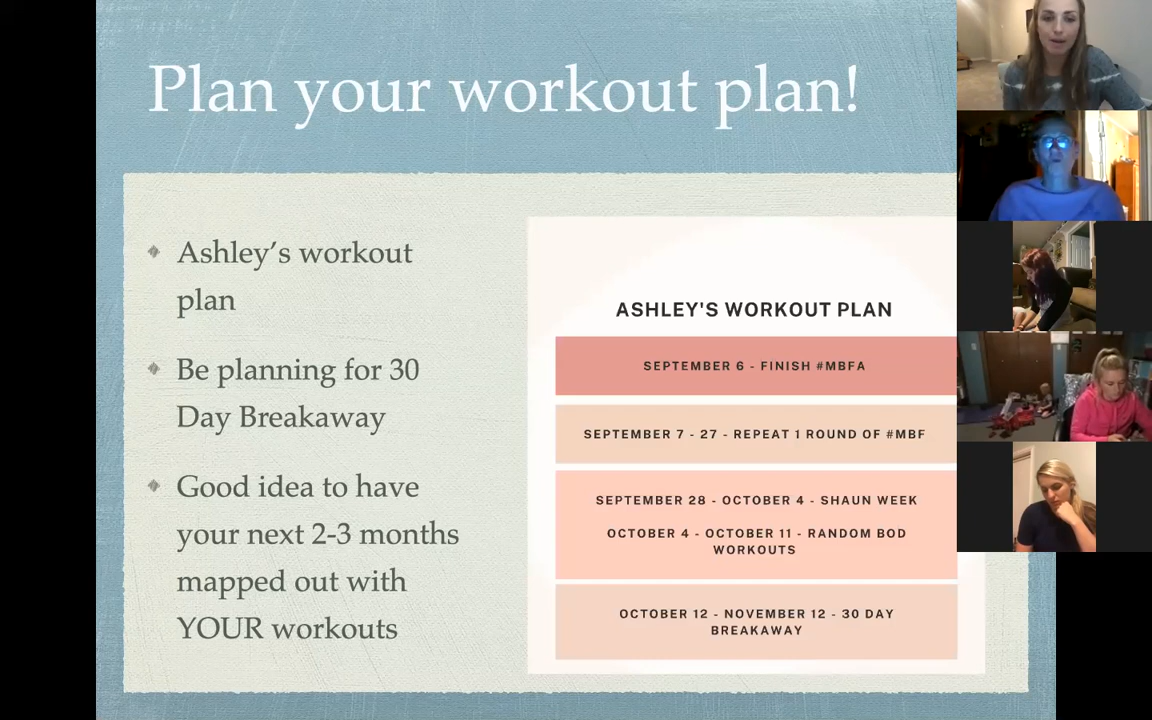 Plan your workout plan!
Ashley's workout
plan
Be planning for 30
Day Breakaway
Good idea to have
your next 2-3 months
mapped out with
YOUR workouts
ASHLEY'S WORKOUT PLAN
SEPTEMBER 6 - FINISH #MBFA
SEPTEMBER 7 - 27 - REPEAT 1 ROUND OF #MBF
SEPTEMBER 28 - OCTOBER 4 - SHAUN WEEK
OCTOBER 4 - OCTOBER 11 - RANDOM BOD
WORKOUTS
OCTOBER 12 - NOVEMBER 12 - 30 DAY
BREAKAWAY